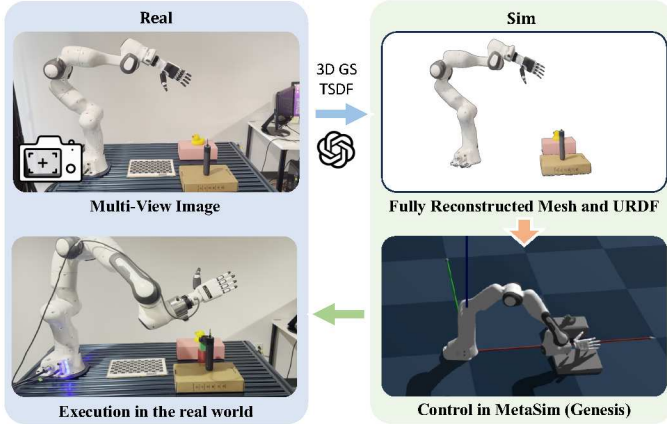 Real
Sim
3D GS
TSDF
Multi-View Image
Fully Reconstructed Mesh and URDF
Execution in the real world
Control in MetaSim (Genesis)